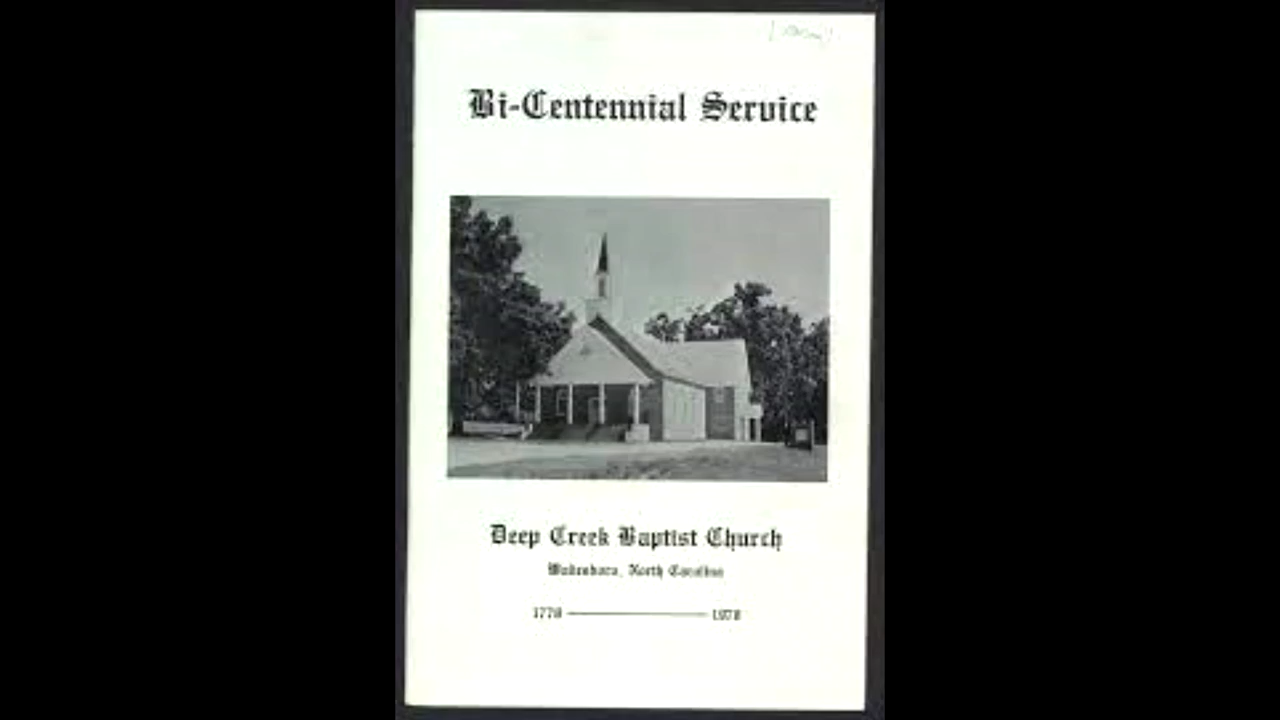 Bi-Centennial Service
Deep Creek Baptist Church
Wadesboro, North Carolina
1778 1978